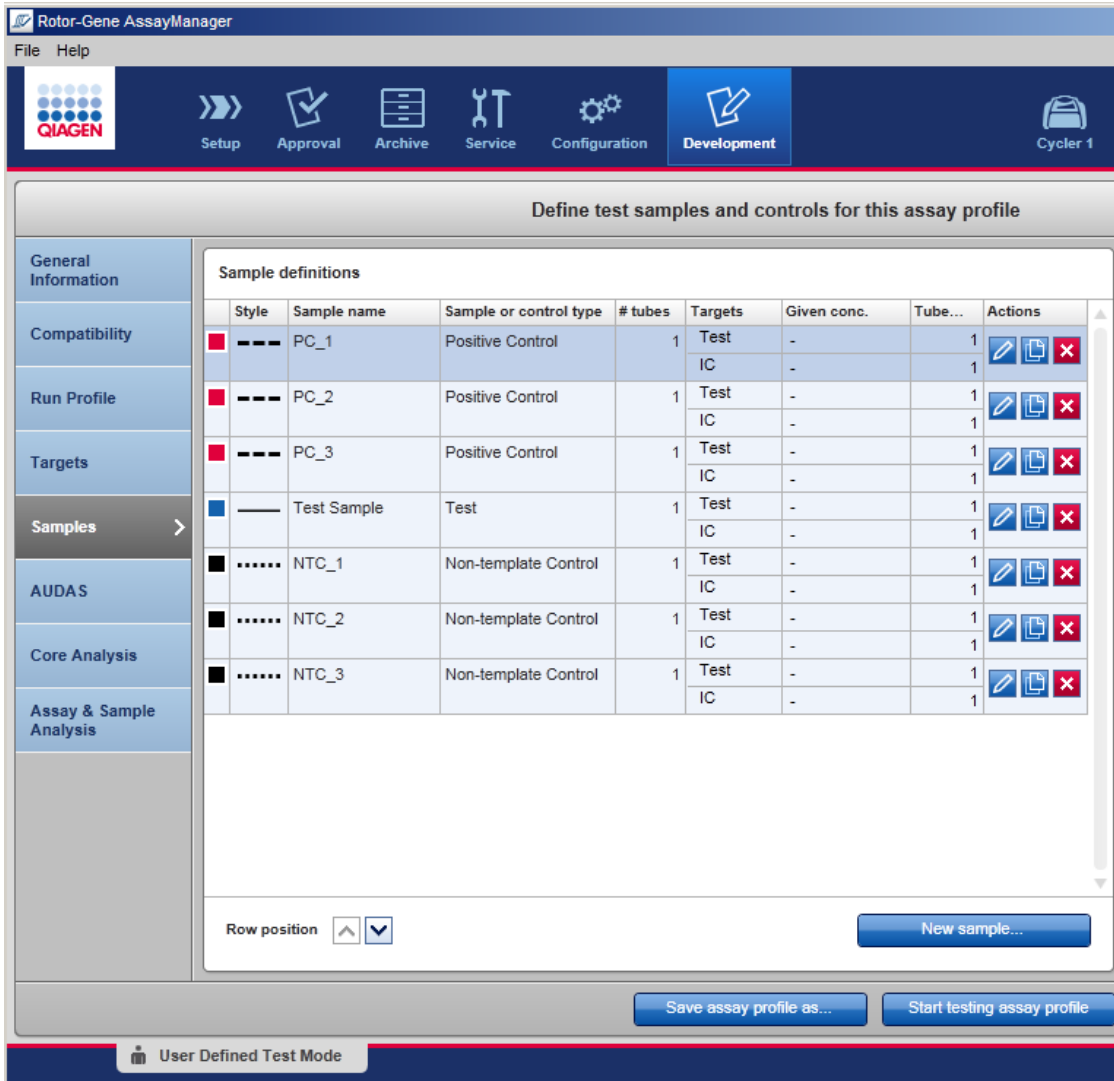 Rotor-Gene AssayManager
File Help
QIAGEN
Setup Approval Archive Service Configuration Development Cycler 1
Define test samples and controls for this assay profile
General
Information
Compatibility
Run Profile
Targets
Samples
AUDAS
Core Analysis
Assay & Sample
Analysis
Sample definitions
Style Sample name Sample or control type # tubes Targets Given conc. Tube... Actions
PC_1 Positive Control 1 Test - 1
IC - 1
PC_2 Positive Control 1 Test - 1
IC - 1
PC_3 Positive Control 1 Test - 1
IC - 1
Test Sample Test 1 Test - 1
IC - 1
NTC_1 Non-template Control 1 Test - 1
IC - 1
NTC_2 Non-template Control 1 Test - 1
IC - 1
NTC_3 Non-template Control 1 Test - 1
IC - 1
Row position New sample...
Save assay profile as... Start testing assay profile
User Defined Test Mode